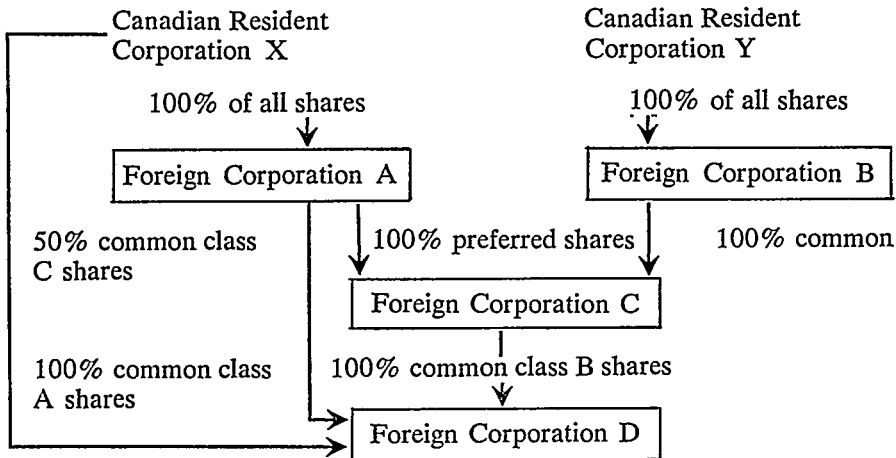 Canadian Resident
Corporation X
Canadian Resident
Corporation Y
100% of all shares
100% of all shares
Foreign Corporation A
Foreign Corporation B
50% common class
C shares
100% preferred shares
100% common
Foreign Corporation C
100% common class
A shares
100% common class B shares
Foreign Corporation D